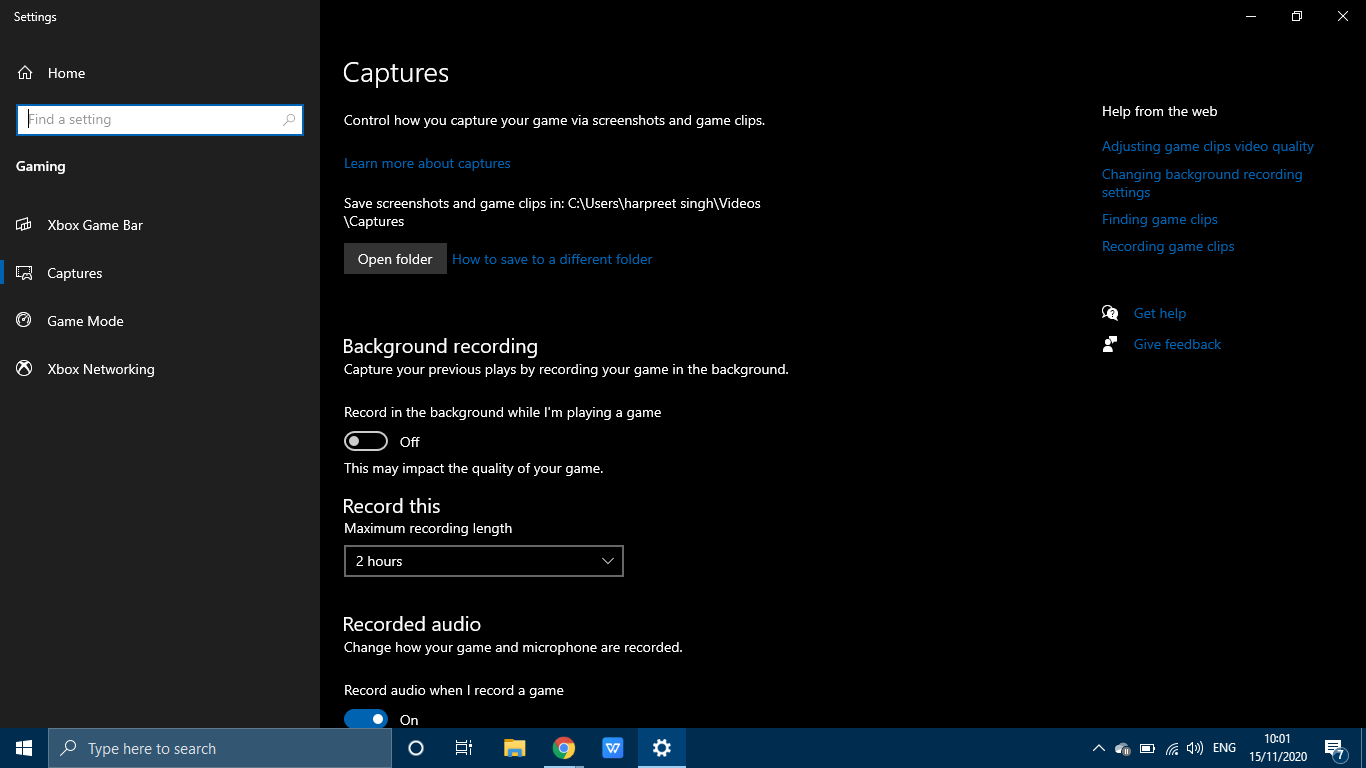 Settings
Home
Find a setting
Gaming
Xbox Game Bar
Captures
Game Mode
Xbox Networking
Captures
Control how you capture your game via screenshots and game clips.
Learn more about captures
Save screenshots and game clips in: C:\Users\harpreet singh\Videos
\Captures
Open folder How to save to a different folder
Background recording
Capture your previous plays by recording your game in the background.
Record in the background while I'm playing a game
Off
This may impact the quality of your game.
Record this
Maximum recording length
2 hours
Recorded audio
Change how your game and microphone are recorded.
Record audio when I record a game
On
Help from the web
Adjusting game clips video quality
Changing background recording
settings
Finding game clips
Recording game clips
Get help
Give feedback
Type here to search
W
ENG
10:01
15/11/2020
7